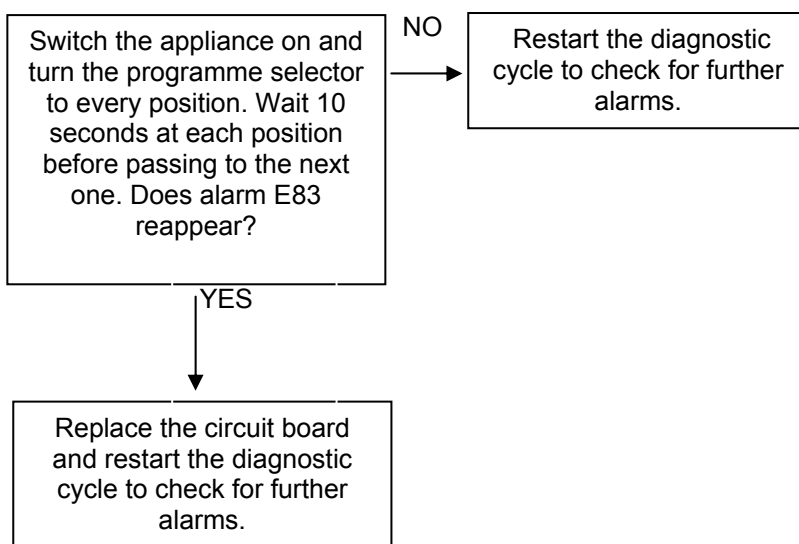 Switch the appliance on and
turn the programme selector
to every position. Wait 10
seconds at each position
before passing to the next
one. Does alarm E83
reappear?
NO
Restart the diagnostic
cycle to check for further
alarms.
YES
Replace the circuit board
and restart the diagnostic
cycle to check for further
alarms.